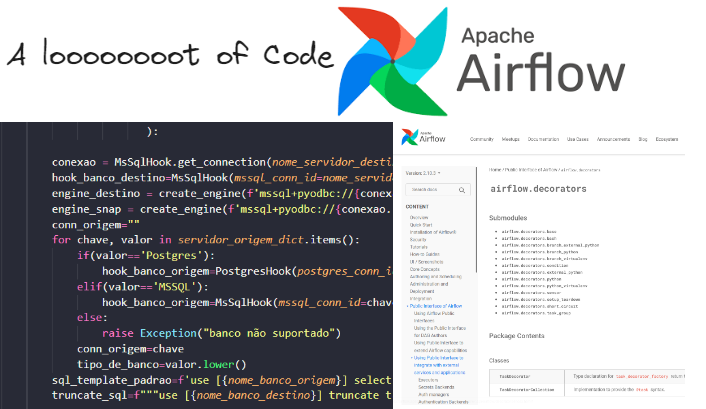 A loooooooot of Code
Apache
Airflow
):
conexao = MsSqlHook.get_connection(nome_servidor_desti
hook_banco_destino=MsSqlHook(mssql_conn_id=nome_servid
engine_destino = create_engine(f'mssql+pyodbc://{conex
engine_snap = create_engine(f'mssql+pyodbc://{conexao.
conn_origem=""
for chave, valor in servidor_origem_dict.items():
if(valor=='Postgres'):
hook_banco_origem=PostgresHook(postgres_conn_i
elif(valor=='MSSQL'):
hook_banco_origem=MsSqlHook(mssql_conn_id=chav
else:
raise Exception("banco não suportado")
conn_origem=chave
tipo_de_banco=valor.lower()
sql_template_padrao=f'use [{nome_banco_origem}] select
truncate_sql=f"""use [{nome_banco_destino}] truncate t
Apache
Airflow
Community Meetups Documentation Use Cases Announcements Blog Ecosystem
Search docs
CONTENT
Overview
Quick Start
Installation of Airflow®
Security
Tutorials
How-to Guides
UI / Screenshots
Core Concepts
Authoring and Scheduling
Administration and
Deployment
Integration
Public Interface of Airflow
Using Airflow Public
Interfaces
Using the Public Interface
for DAG Authors
Using Public Interface to
extend Airflow capabilities
Using Public Interface to
integrate with external
services and applications
Executors
Secrets Backends
Auth managers
Authentication Backends
Home / Public Interface of Airflow / airflow.decorators
airflow.decorators
Submodules
airflow.decorators.base
airflow.decorators.bash
airflow.decorators.branch_external_python
airflow.decorators.branch_python
airflow.decorators.branch_virtualenv
airflow.decorators.condition
airflow.decorators.external_python
airflow.decorators.python
airflow.decorators.python_virtualenv
airflow.decorators.sensor
airflow.decorators.setup_teardown
airflow.decorators.short_circuit
airflow.decorators.task_group
Package Contents
Classes
TaskDecorator Type declaration for task_decorator_factory return t
TaskDecoratorCollection Implementation to provide the @task syntax.